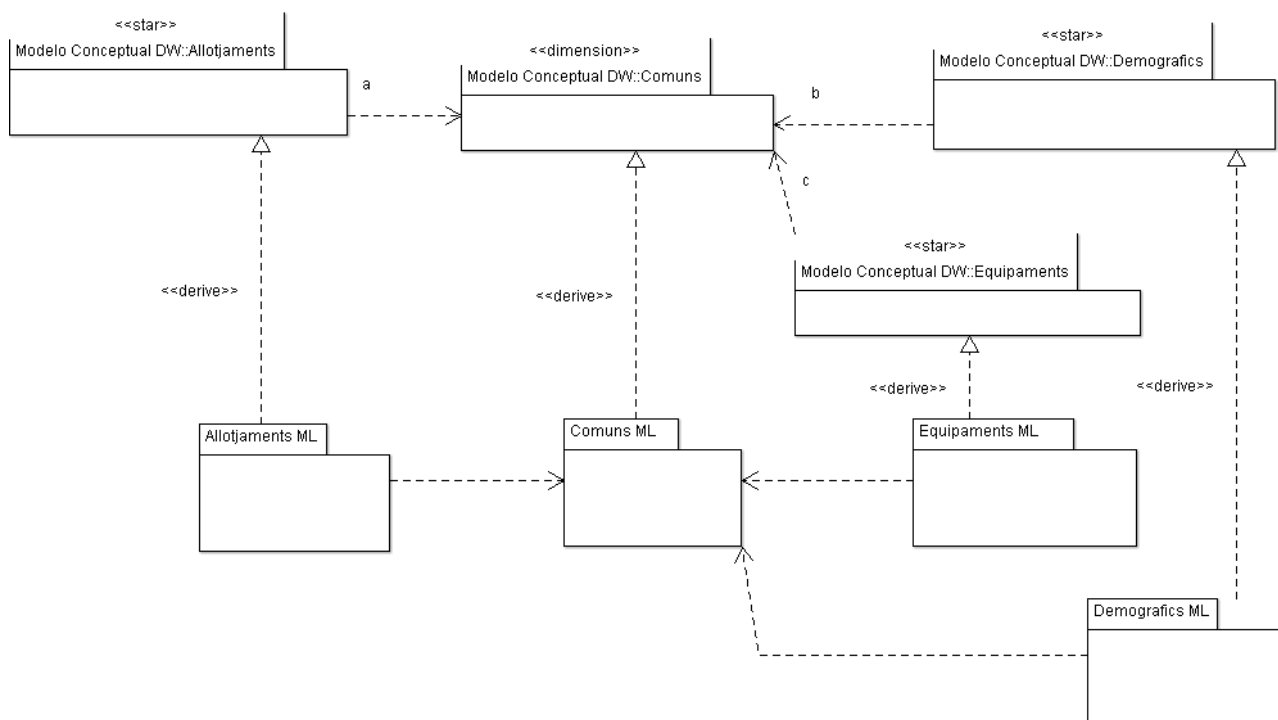 <<star>>
Modelo Conceptual DW::Allotjaments
<<dimension>>
Modelo Conceptual DW::Comuns
<<star>>
Modelo Conceptual DW::Demografics
a
b
c
<<star>>
Modelo Conceptual DW::Equipaments
<<derive>>
<<derive>>
<<derive>>
<<derive>>
Allotjaments ML
Comuns ML
Equipaments ML
Demografics ML